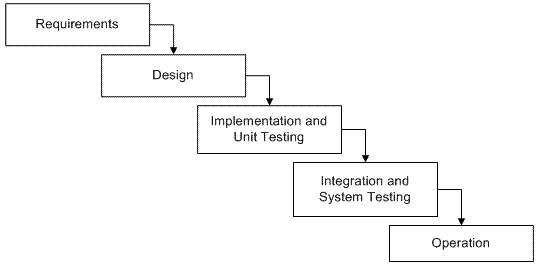 Requirements
Design
Implementation and
Unit Testing
Integration and
System Testing
Operation